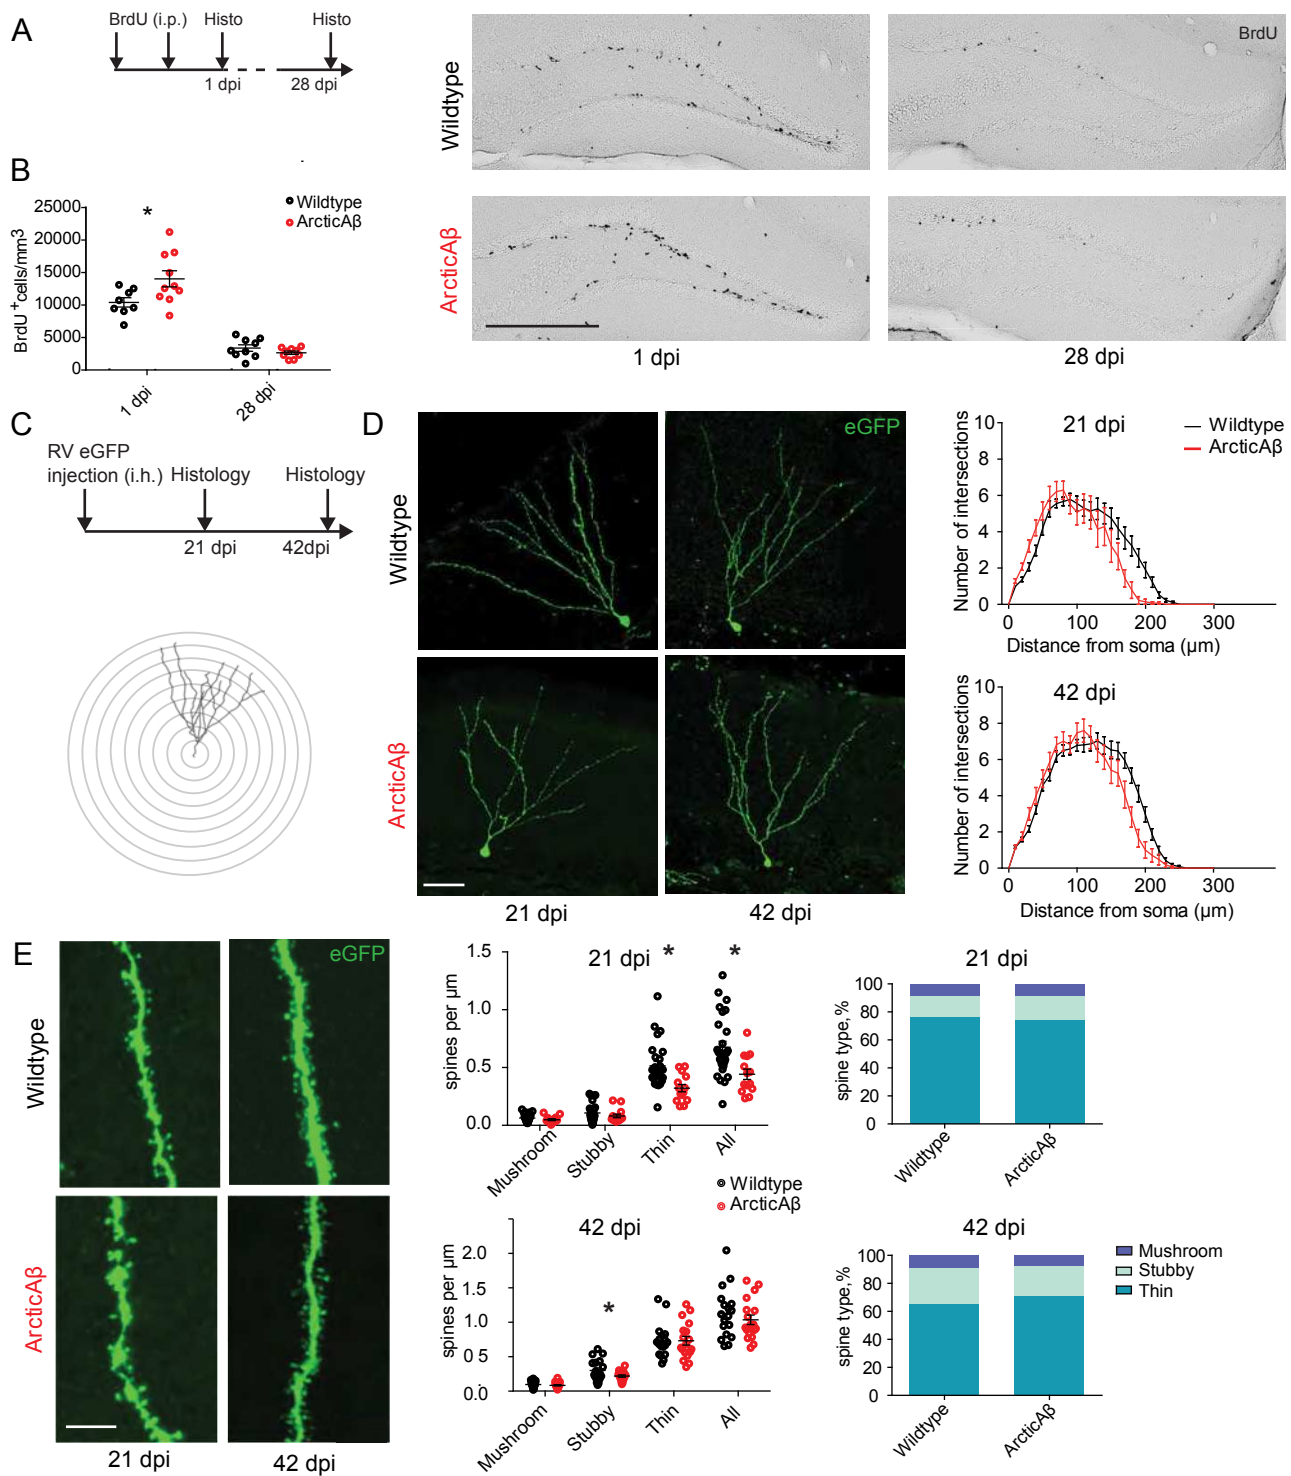 A
BrdU (i.p.)
Histo
Histo
1 dpi
28 dpi
Wildtype
BrdU
ArcticAβ
1 dpi
28 dpi
B
Wildtype
ArcticAβ
*
BrdU +cells/mm3
25000
20000
15000
10000
5000
0
1 dpi
28 dpi
C
RV eGFP
injection (i.h.)
Histology
Histology
21 dpi
42dpi
D
eGFP
Wildtype
ArcticAβ
21 dpi
42 dpi
21 dpi
Wildtype
ArcticAβ
Number of intersections
10
8
6
4
2
0
0 100 200 300
Distance from soma (µm)
42 dpi
Number of intersections
10
8
6
4
2
0
0 100 200 300
Distance from soma (µm)
E
eGFP
Wildtype
ArcticAβ
21 dpi
42 dpi
21 dpi
* *
spines per µm
1.5
1.0
0.5
0.0
Mushroom
Stubby
Thin
All
Wildtype
ArcticAβ
42 dpi
*
spines per µm
2.0
1.0
0 5
0.0
Mushroom
Stubby
Thin
All
21 dpi
spine type, %
100
80
60
40
20
0
Wildtype
ArcticAβ
42 dpi
spine type, %
100
80
60
40
20
0
Wildtype
ArcticAβ
Mushroom
Stubby
Thin